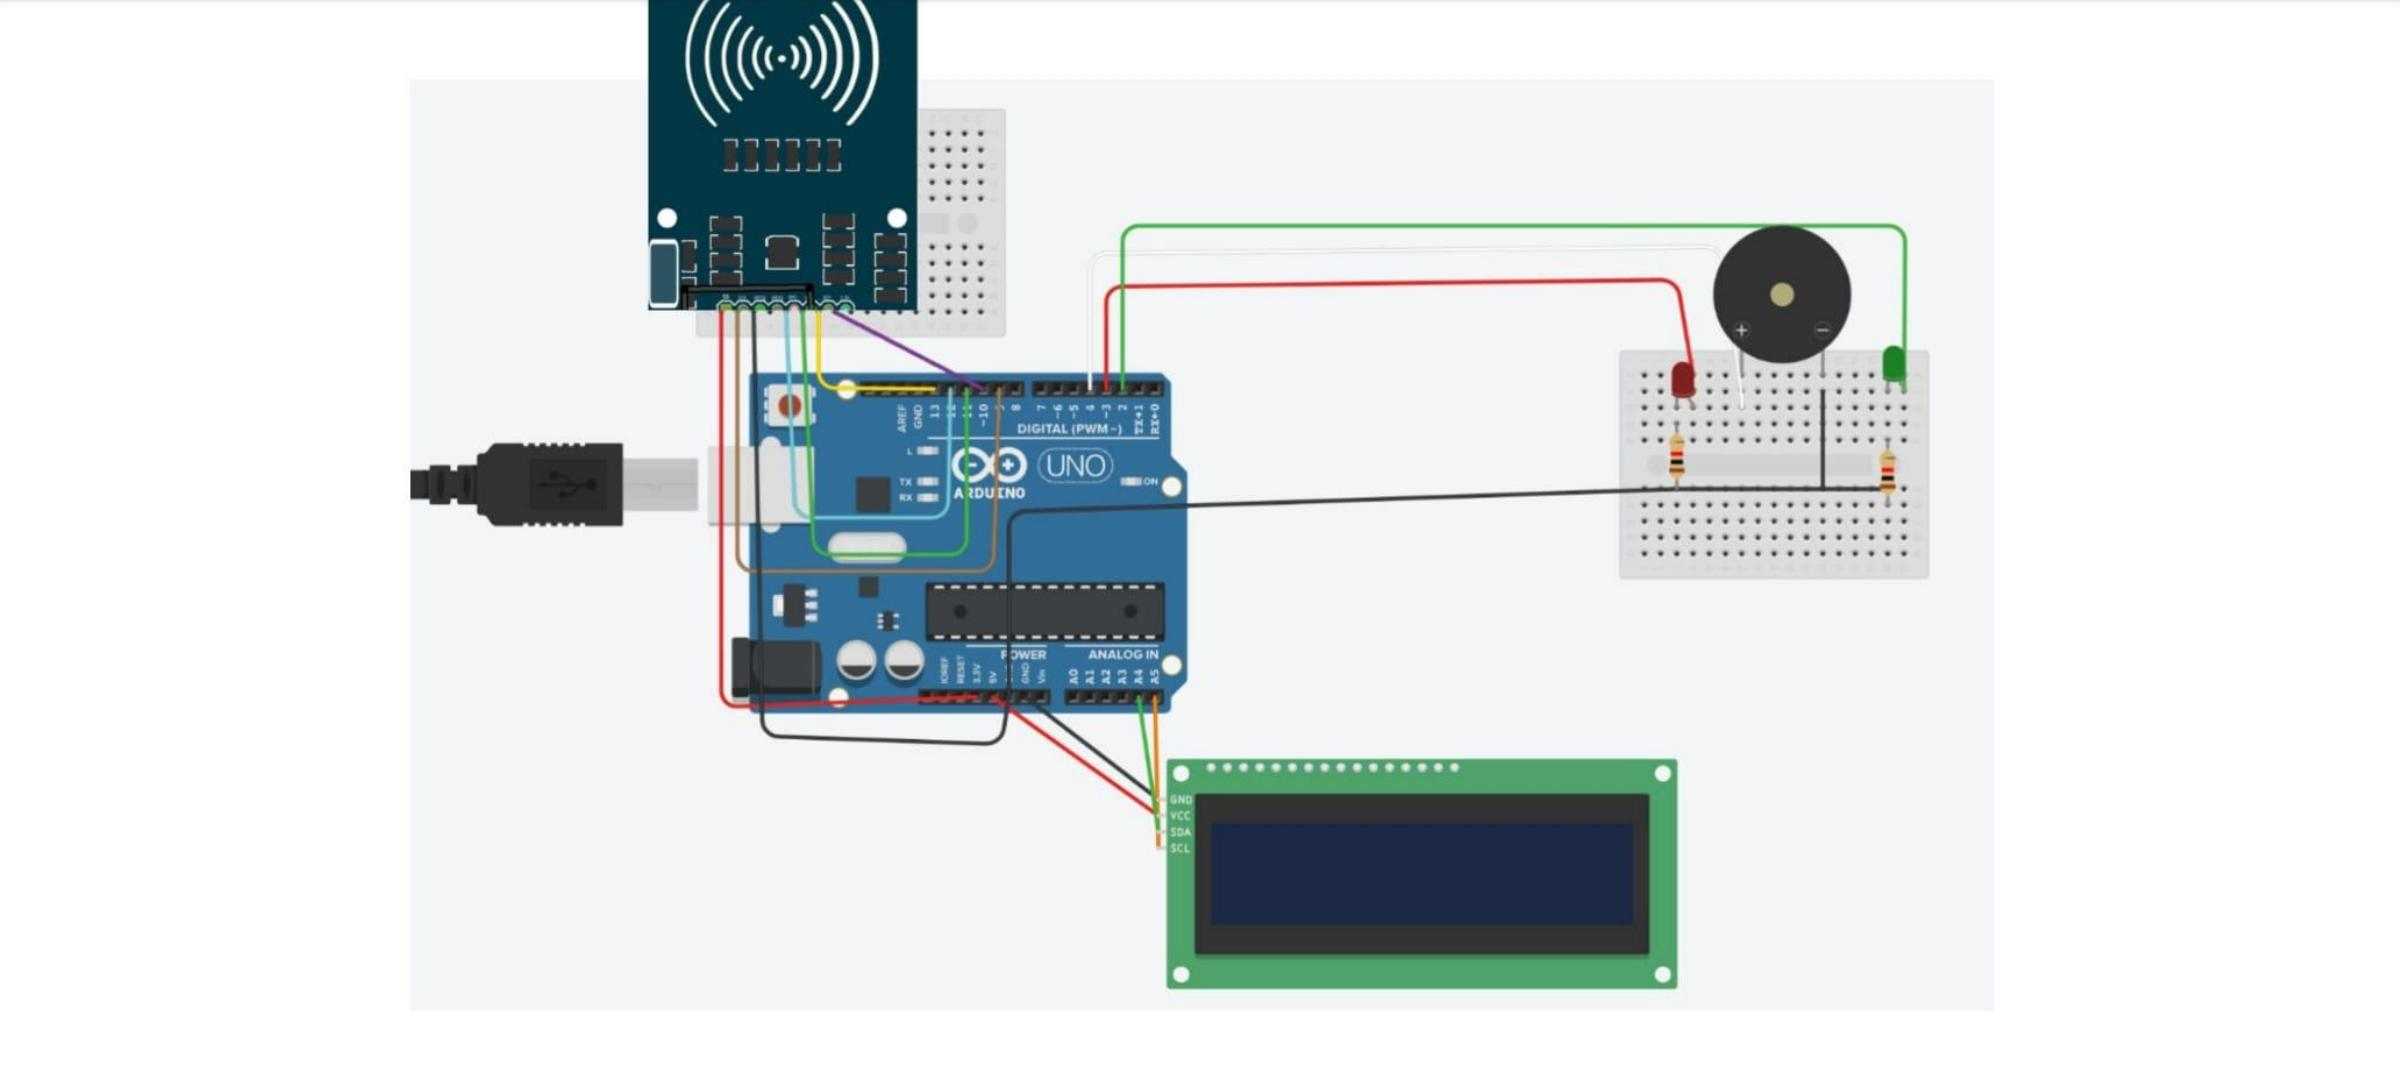 + −
AREF
GND
13
12
11
~10
8
7
~6
~5
4
~3
2
TX→1
RX←0
DIGITAL (PWM~)
L
TX
RX
UNO
ON
ARDUINO
POWER
ANALOG IN
IOREF
RESET
3.3V
5V
GND
Vin
A0
A1
A2
A3
A4
A5
GND
VCC
SDA
SCL